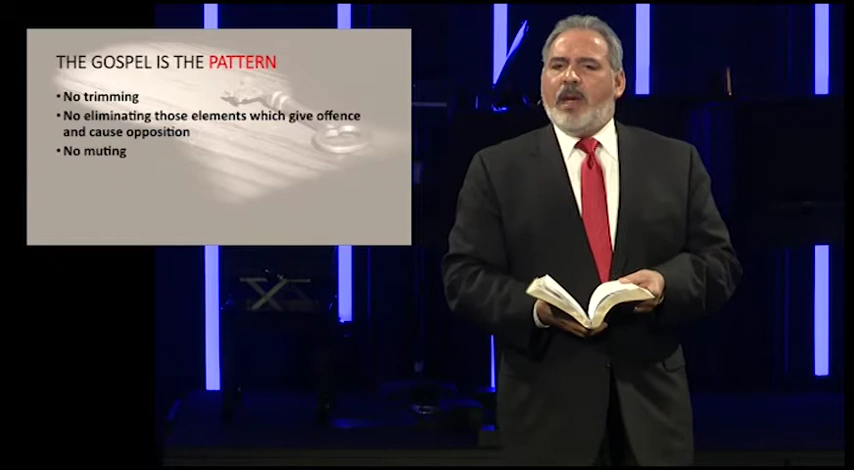 THE GOSPEL IS THE PATTERN
• No trimming
• No eliminating those elements which give offence
and cause opposition
• No muting